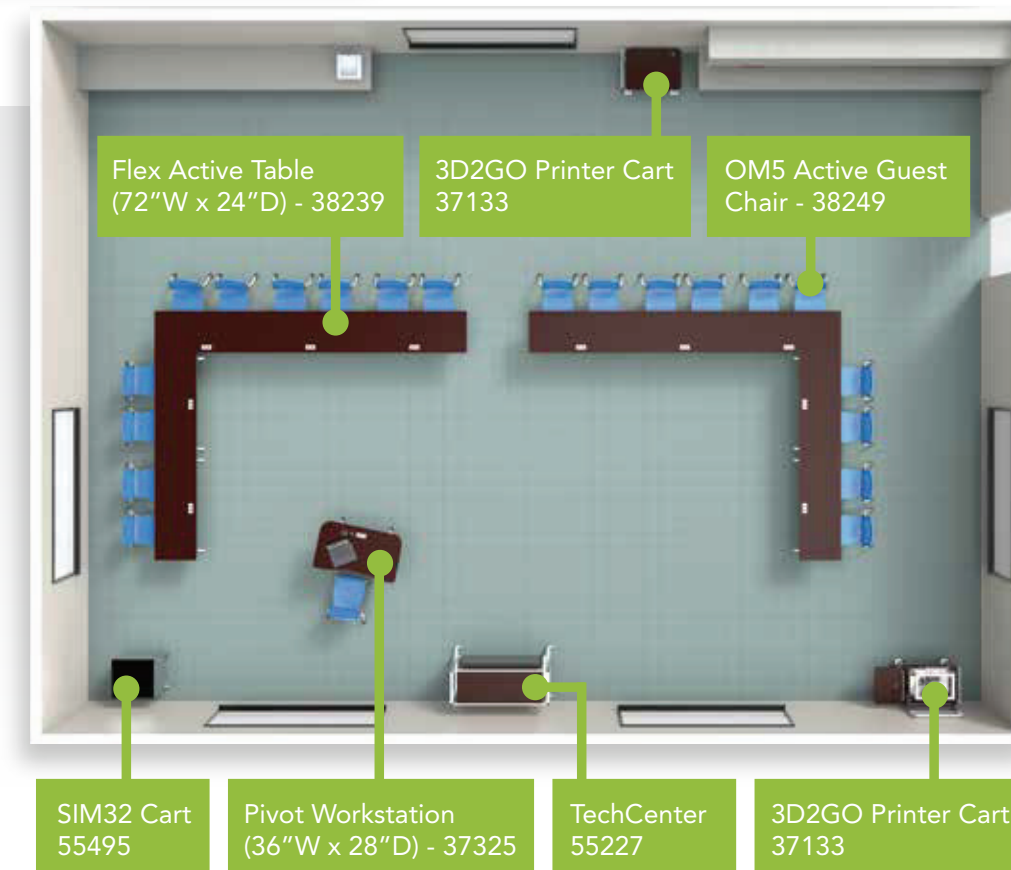 Flex Active Table
(72”W x 24”D) - 38239
3D2GO Printer Cart
37133
OM5 Active Guest
Chair - 38249
SIM32 Cart
55495
Pivot Workstation
(36”W x 28”D) - 37325
TechCenter
55227
3D2GO Printer Cart
37133